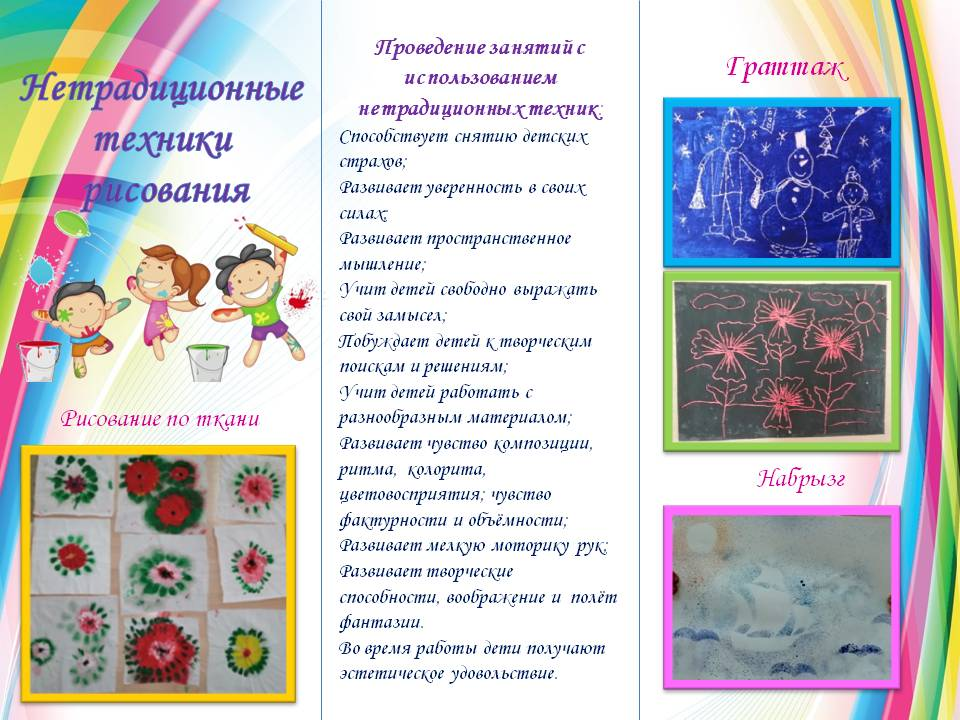 Нетрадиционные
техники
рисования
Рисование по ткани
Проведение занятий с
использованием
нетрадиционных техник:
Способствует снятию детских
страхов;
Развивает уверенность в своих
силах;
Развивает пространственное
мышление;
Учит детей свободно выражать
свой замысел;
Побуждает детей к творческим
поискам и решениям;
Учит детей работать с
разнообразным материалом;
Развивает чувство композиции,
ритма, колорита,
цветовосприятия; чувство
фактурности и объёмности;
Развивает мелкую моторику рук;
Развивает творческие
способности, воображение и полёт
фантазии.
Во время работы дети получают
эстетическое удовольствие.
Граттаж
Набрызг